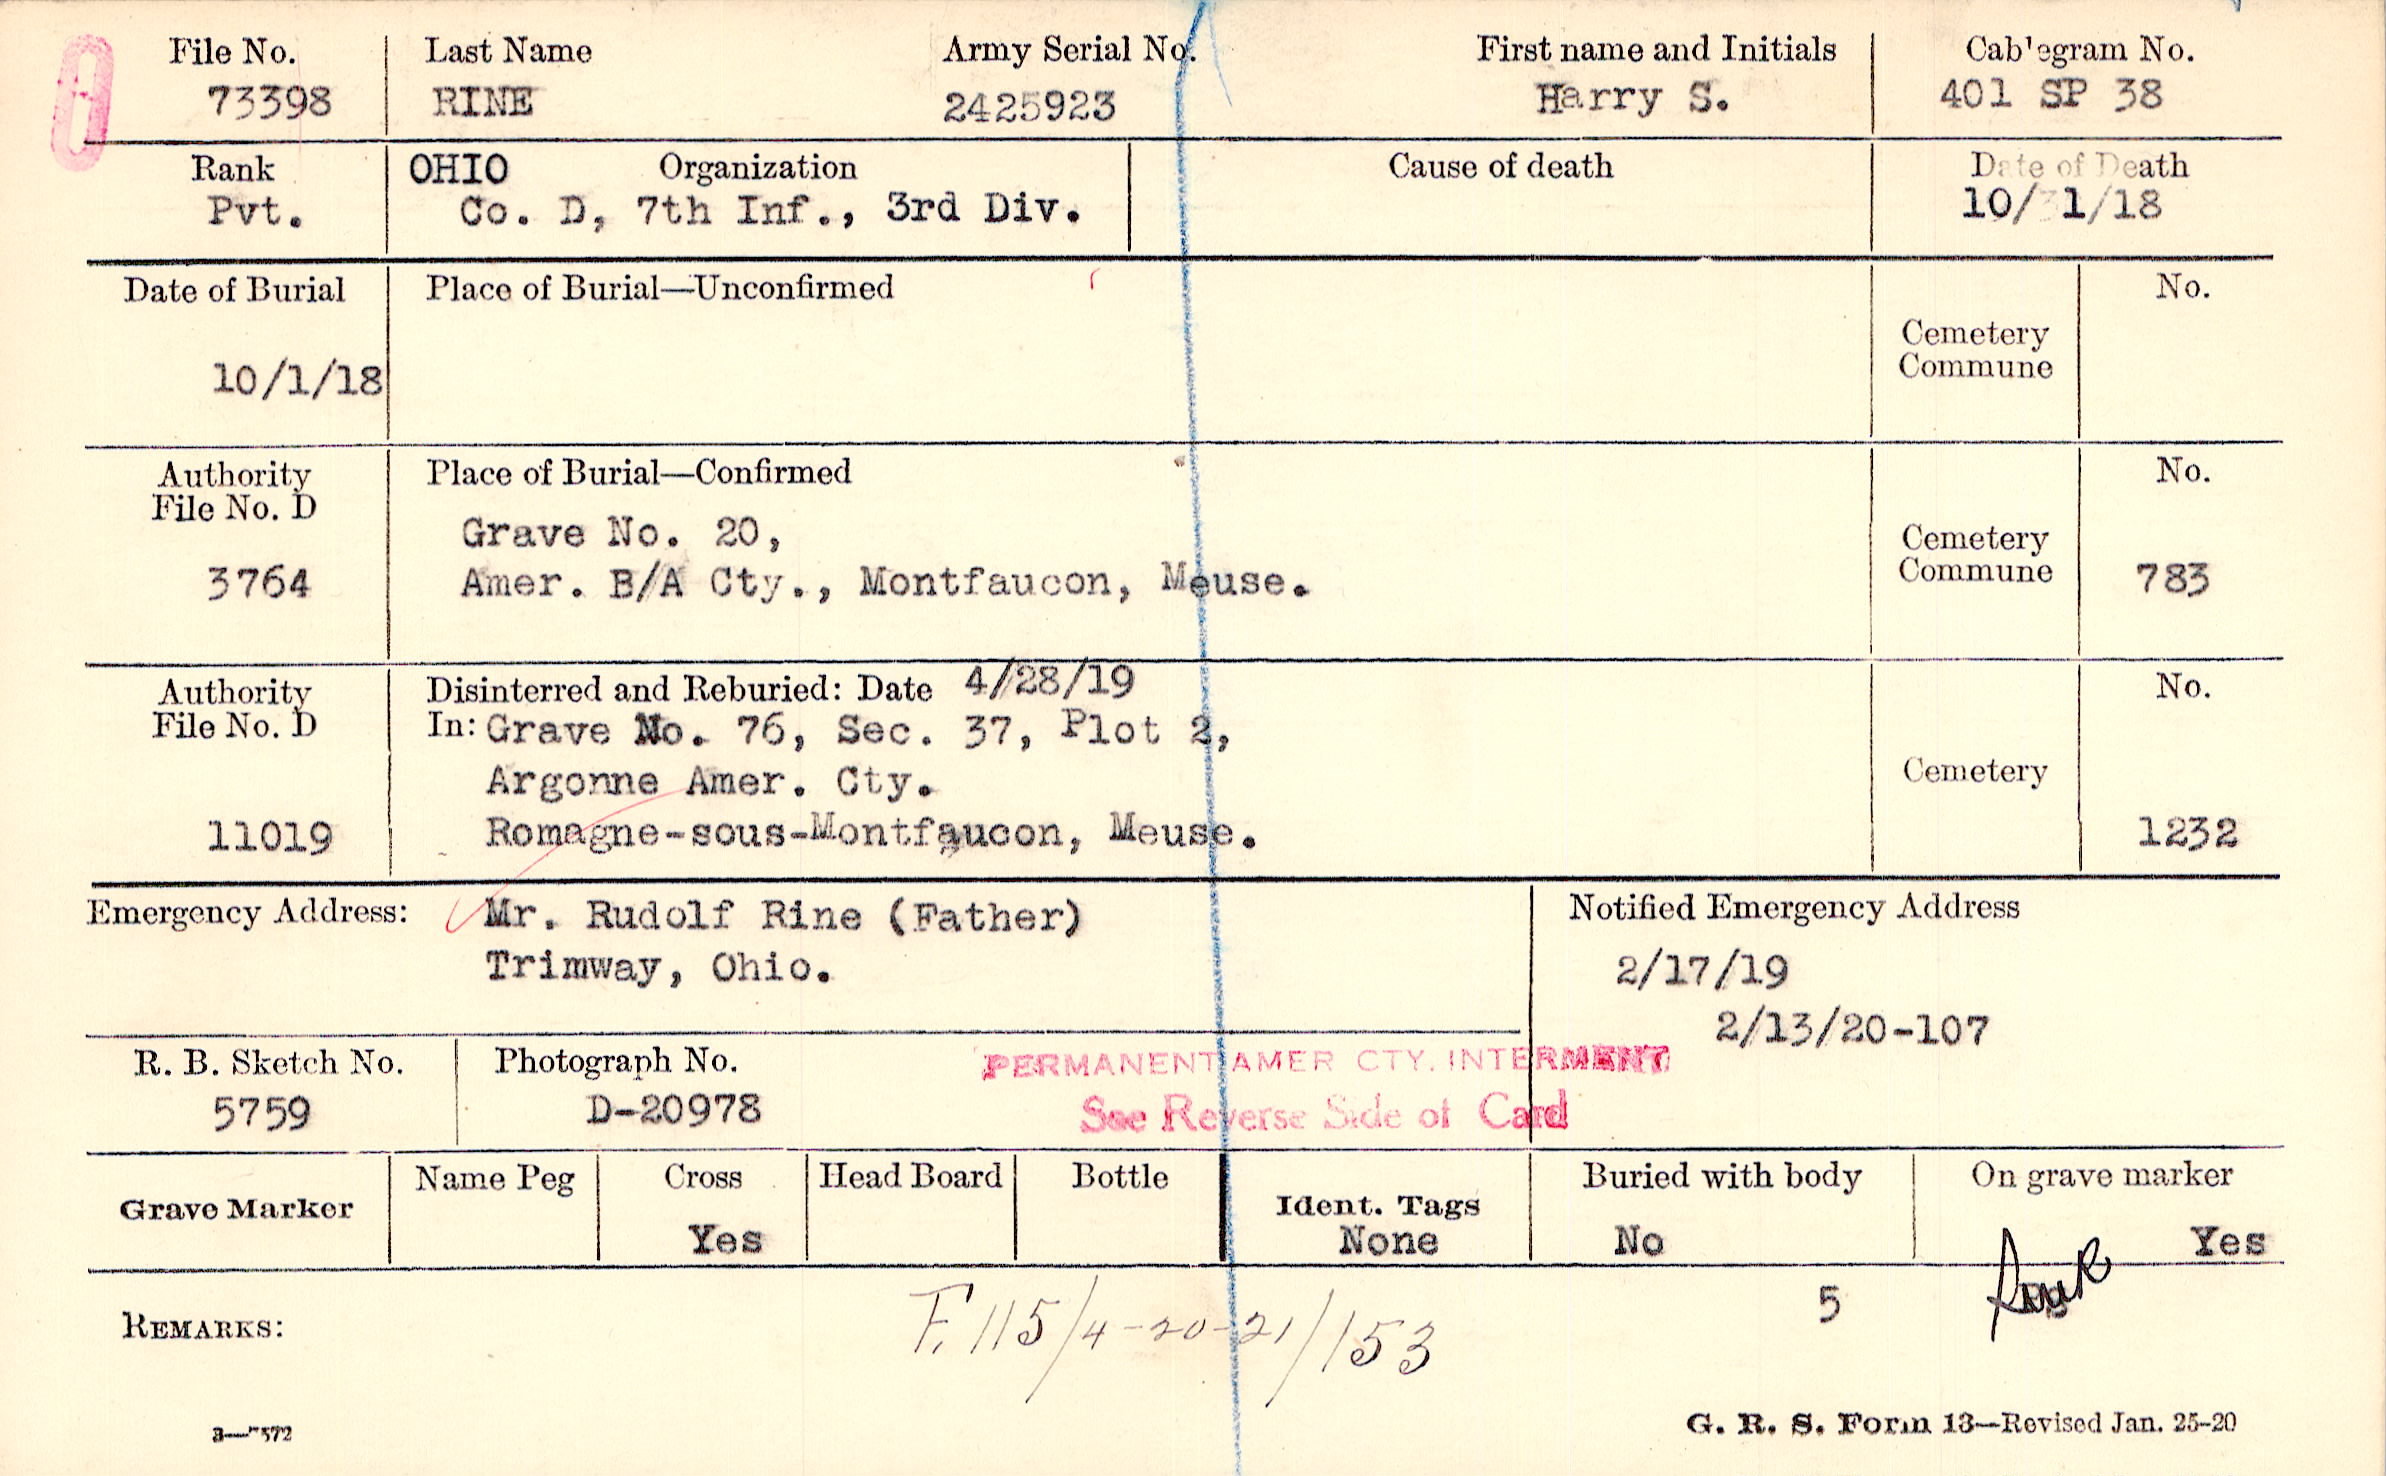 File No. Last Name Army Serial No. First name and Initials Cab'egram No.
73398 RINE 2425923 Harry S. 401 SP 38
Rank OHIO Organization Cause of death Date of Death
Pvt. Co. D, 7th Inf., 3rd Div. 10/ 1/18
Date of Burial Place of Burial—Unconfirmed No.
Cemetery
Commune
10/1/18
Authority Place of Burial—Confirmed No.
File No. D
Grave No. 20, Cemetery
3764 Amer. B/A Cty., Montfaucon, Meuse. Commune 783
Authority Disinterred and Reburied: Date 4/28/19 No.
File No. D In: Grave No. 76, Sec. 37, Plot 2,
Argonne Amer. Cty. Cemetery
11019 Romagne-sous-Montfaucon, Meuse. 1232
Emergency Address: Mr. Rudolf Rine (Father) Notified Emergency Address
Trimway, Ohio. 2/17/19
2/13/20-107
R. B. Sketch No. Photograph No. PERMANENT AMER CTY. INTERMENT
5759 D-20978 See Reverse Side of Card
Grave Marker Name Peg Cross Head Board Bottle Ident. Tags Buried with body On grave marker
Yes None No Yes
5
REMARKS: F. 115/4-20-21/153
G. R. S. Form 13—Revised Jan. 25-20